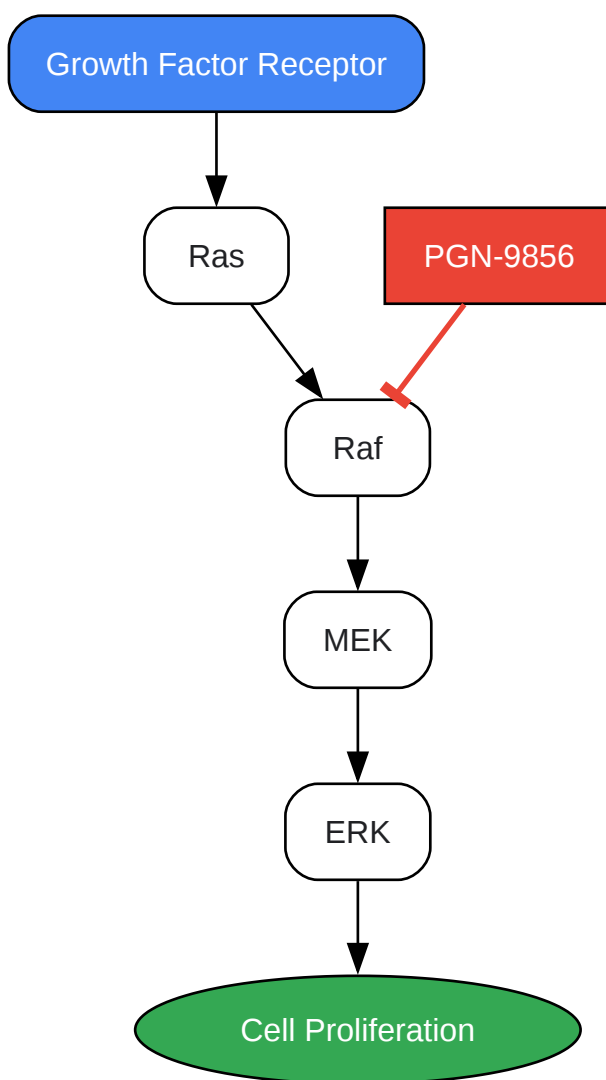 Growth Factor Receptor
Ras
PGN-9856
Raf
MEK
ERK
Cell Proliferation